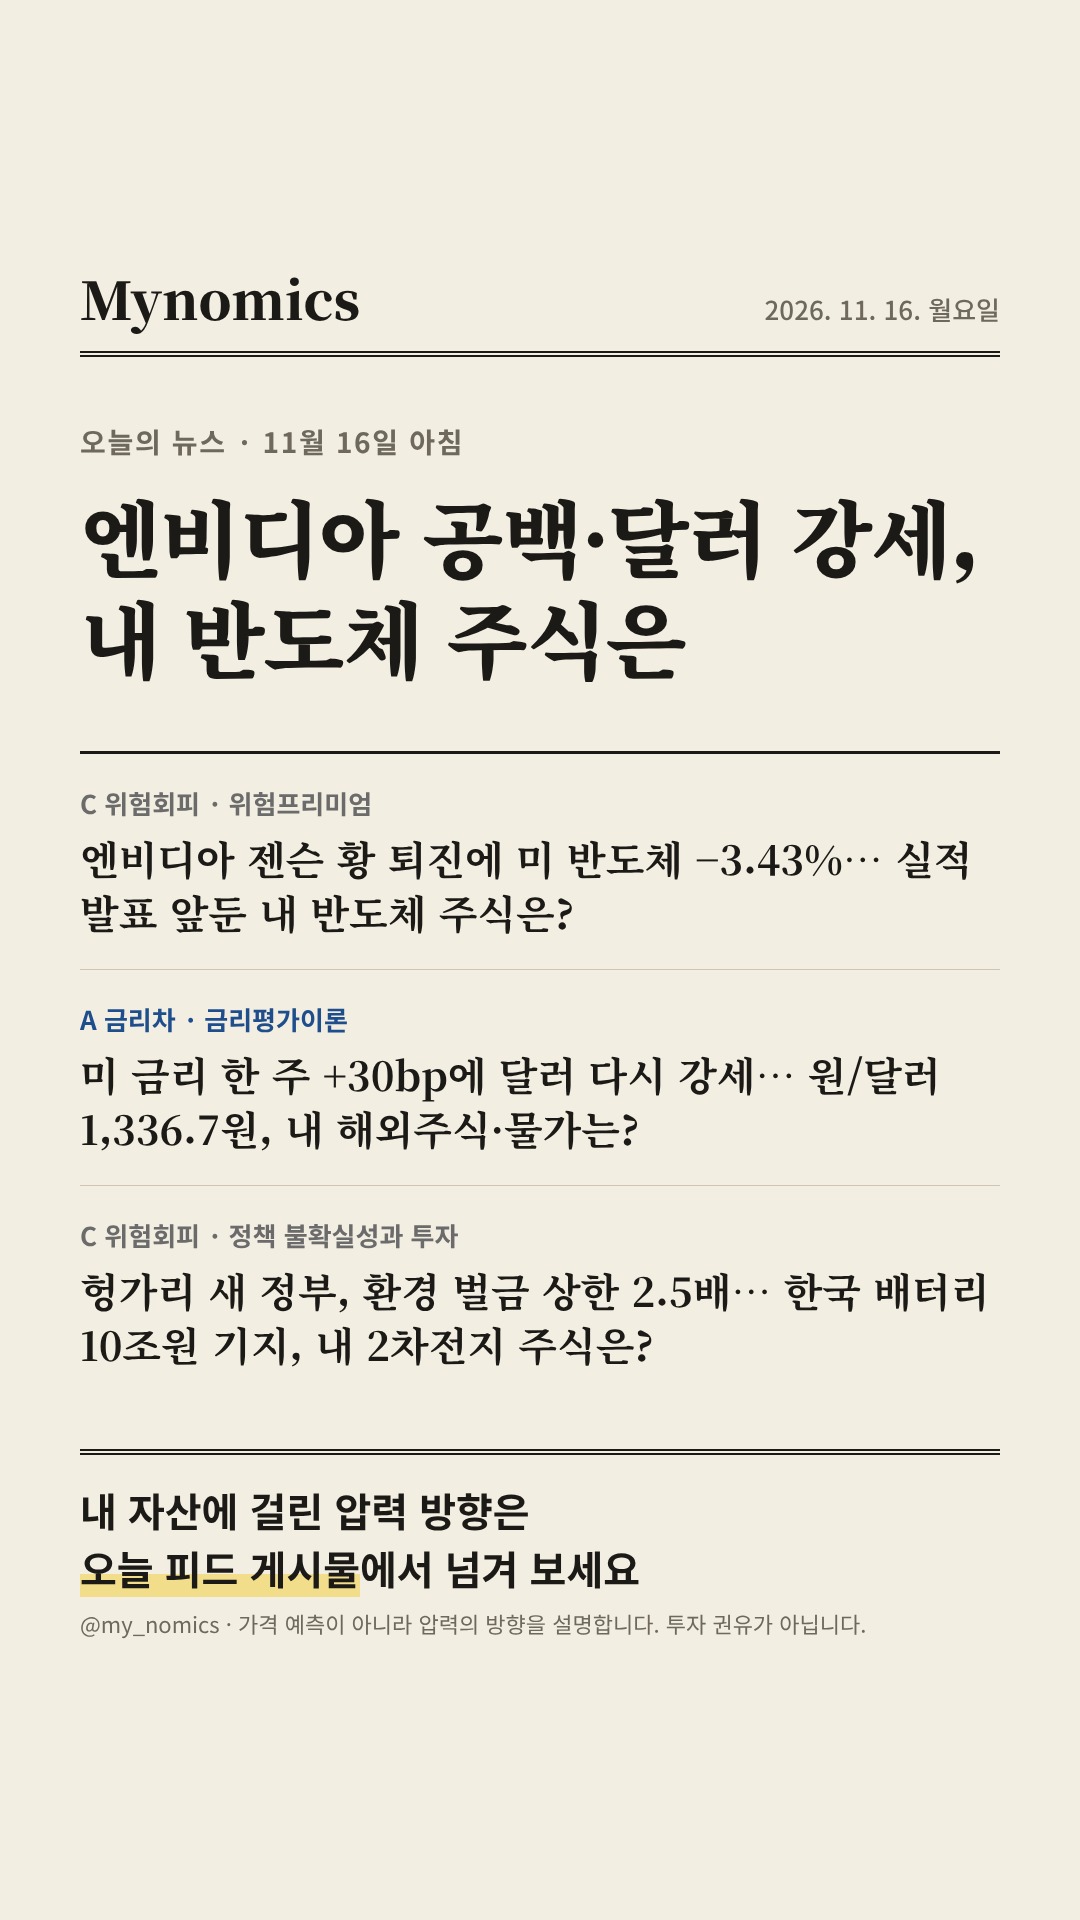 Mynomics
2026. 11. 16. 월요일
오늘의 뉴스 · 11월 16일 아침
엔비디아 공백·달러 강세,
내 반도체 주식은
C 위험회피 · 위험프리미엄
엔비디아 젠슨 황 퇴진에 미 반도체 −3.43%… 실적
발표 앞둔 내 반도체 주식은?
A 금리차 · 금리평가이론
미 금리 한 주 +30bp에 달러 다시 강세… 원/달러
1,336.7원, 내 해외주식·물가는?
C 위험회피 · 정책 불확실성과 투자
헝가리 새 정부, 환경 벌금 상한 2.5배… 한국 배터리
10조원 기지, 내 2차전지 주식은?
내 자산에 걸린 압력 방향은
오늘 피드 게시물에서 넘겨 보세요
@my_nomics · 가격 예측이 아니라 압력의 방향을 설명합니다. 투자 권유가 아닙니다.